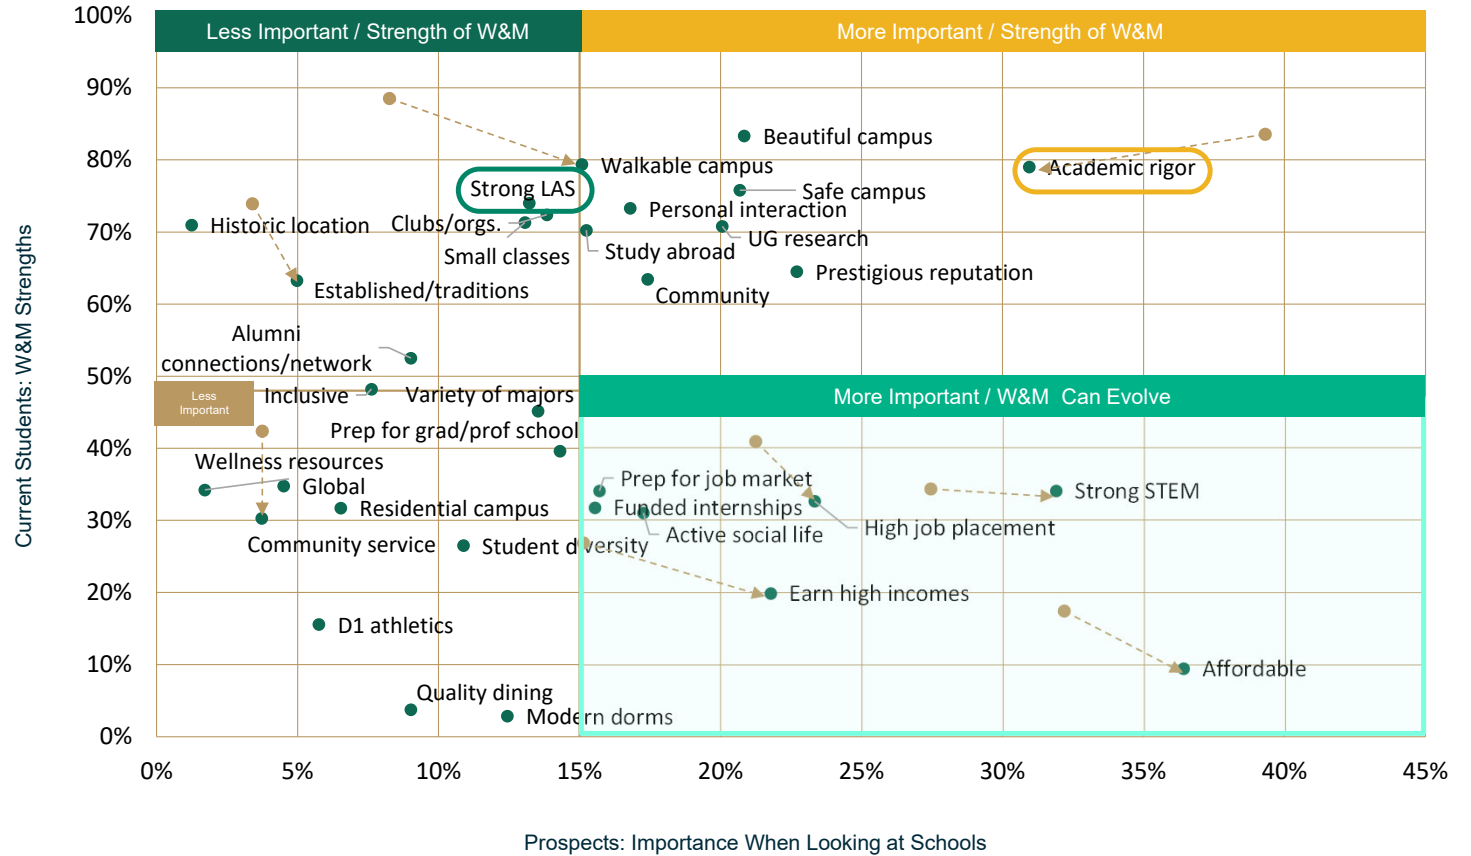 100%
Less Important / Strength of W&M
More Important / Strength of W&M
90%
Beautiful campus
80%
Walkable campus
Academic rigor
Strong LAS
Safe campus
Personal interaction
Historic location
Clubs/orgs.
70%
UG research
Small classes
Study abroad
Prestigious reputation
Established/traditions
Community
60%
Alumni
connections/network
50%
Less
Important
Inclusive
Variety of majors
More Important / W&M Can Evolve
Prep for grad/prof school
40%
Wellness resources
Global
Prep for job market
Strong STEM
Residential campus
Funded internships
30%
High job placement
Active social life
Community service
Student diversity
20%
Earn high incomes
D1 athletics
10%
Affordable
Quality dining
Modern dorms
0%
0%
5%
10%
15%
20%
25%
30%
35%
40%
45%
Current Students: W&M Strengths
Prospects: Importance When Looking at Schools